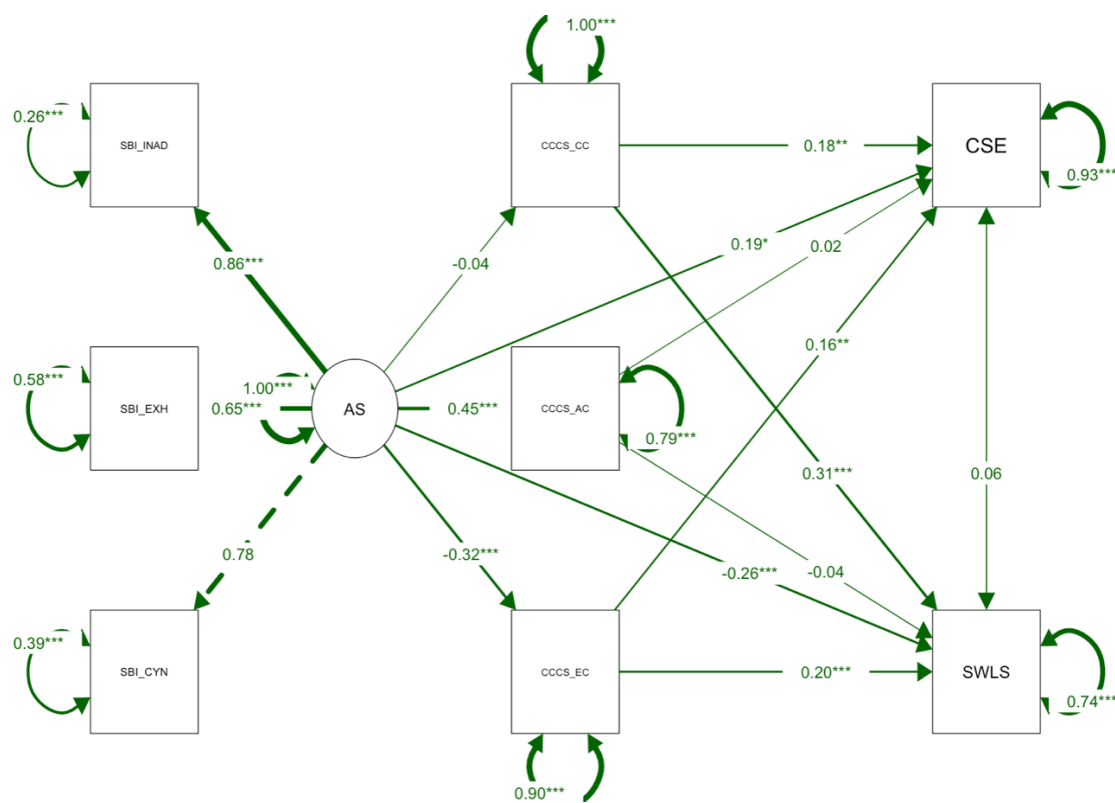 1.00***
0.26***
SBI_INAD
CCCS_CC
0.18**
CSE
0.93***
0.86***
-0.04
0.19*
0.02
0.16**
0.58***
SBI_EXH
1.00***
0.65***
AS
0.45***
CCCS_AC
0.79***
0.31***
0.06
0.78
-0.32***
-0.26***
-0.04
0.39***
SBI_CYN
CCCS_EC
0.20***
SWLS
0.74***
0.90***